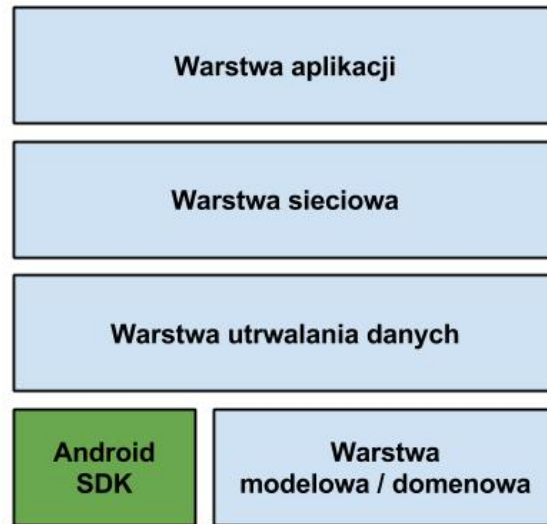 Warstwa aplikacji
Warstwa sieciowa
Warstwa utrwalania danych
Android
SDK
Warstwa
modelowa / domenowa